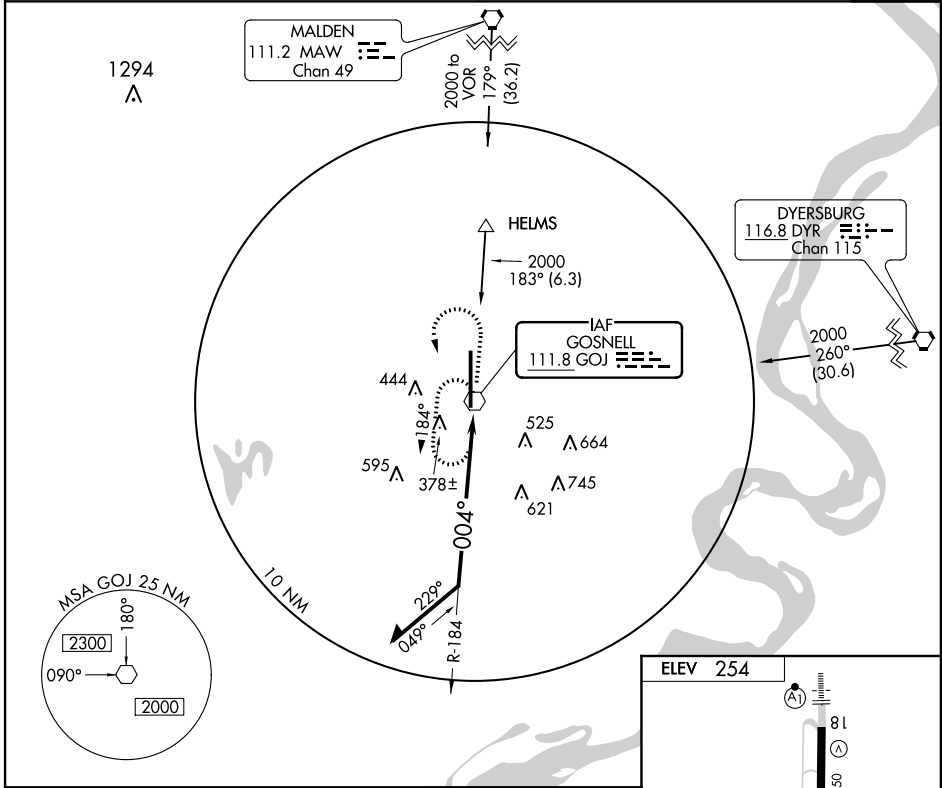 MALDEN
111.2 MAW
Chan 49
1294
2000 to
VOR
179°
(36.2)
HELMS
2000
183° (6.3)
DYERSBURG
116.8 DYR
Chan 115
IAF
GOSNELL
111.8 GOJ
2000
260°
(30.6)
444
184°
378±
595
525
664
745
621
004°
10 NM
229°
049°
R-184
MSA GOJ 25 NM
180°
2300
090°
2000
ELEV 254
A1
18
A
50